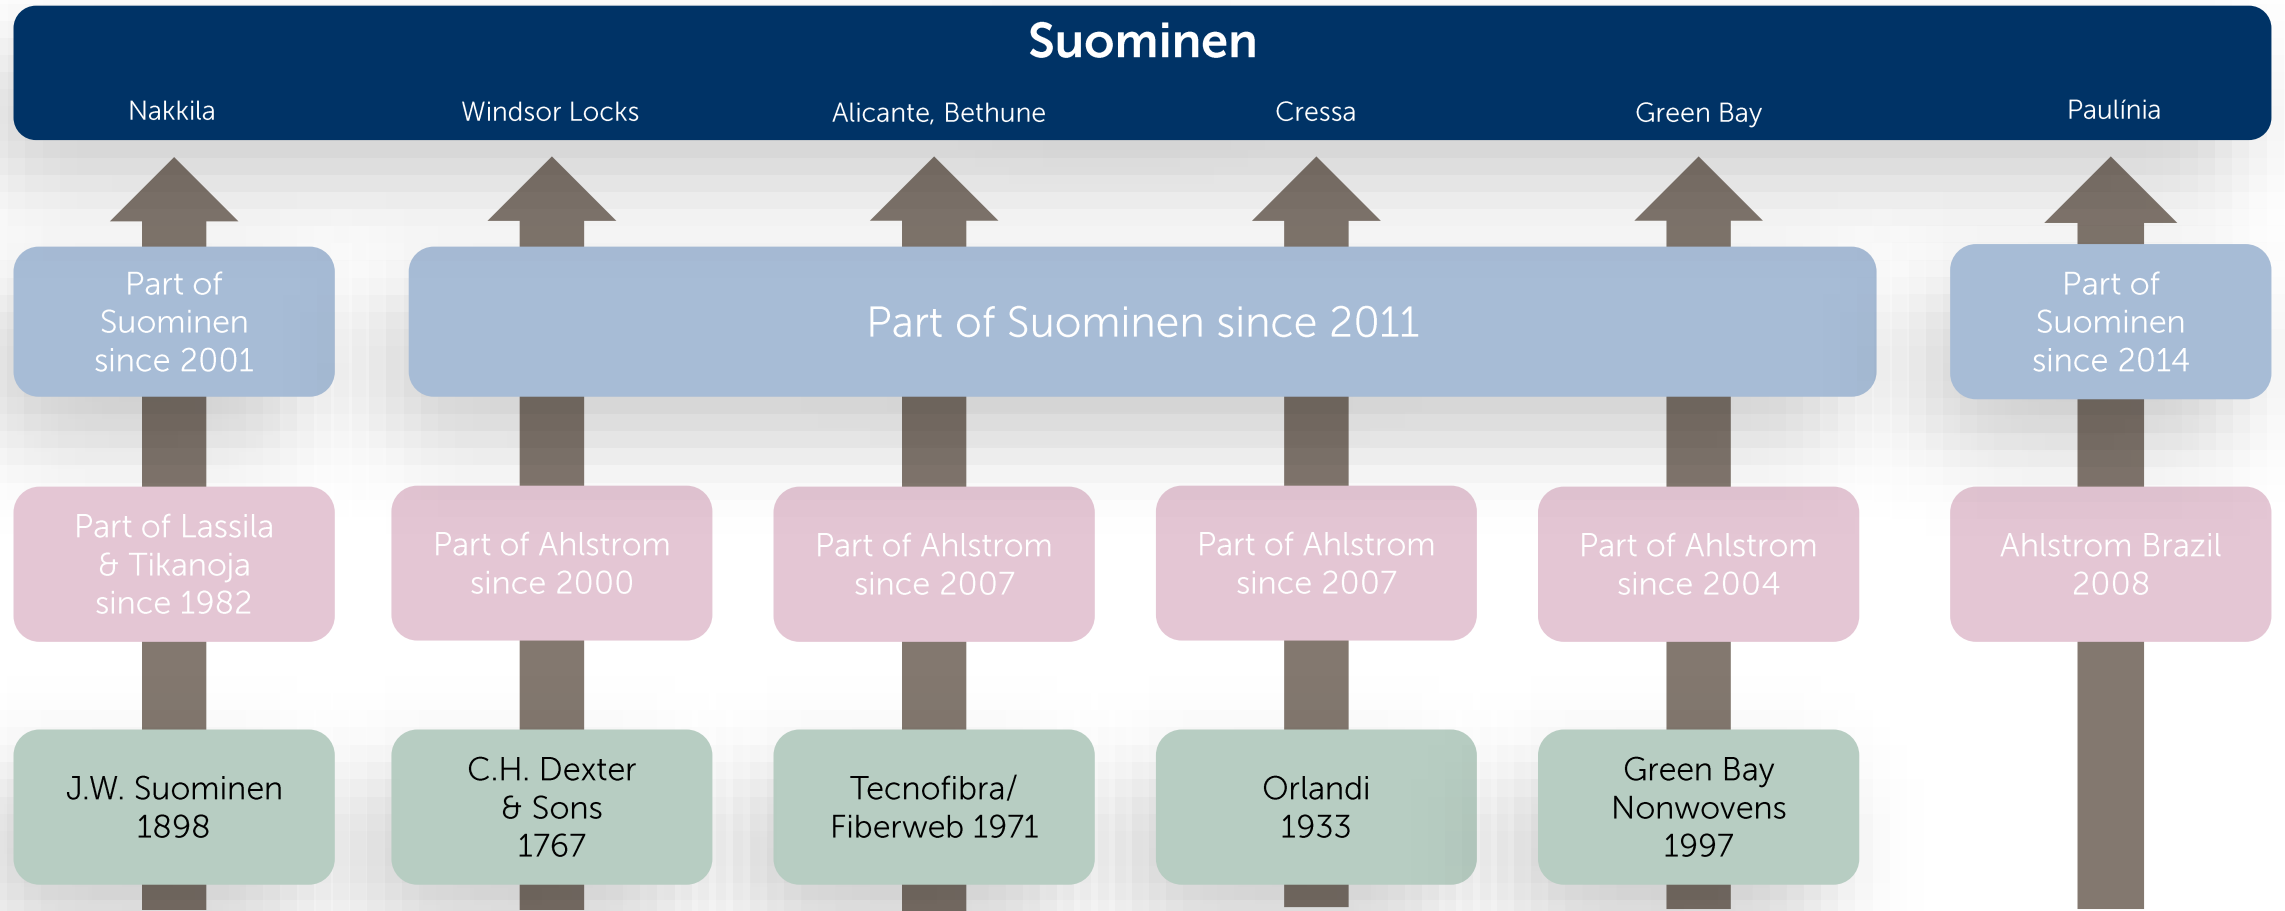 Suominen
Nakkila
Windsor Locks
Alicante, Bethune
Cressa
Green Bay
Paulínia
Part of
Suominen
since 2001
Part of Suominen since 2011
Part of
Suominen
since 2014
Part of Lassila
& Tikanoja
since 1982
Part of Ahlstrom
since 2000
Part of Ahlstrom
since 2007
Part of Ahlstrom
since 2007
Part of Ahlstrom
since 2004
Ahlstrom Brazil
2008
J.W. Suominen
1898
C.H. Dexter
& Sons
1767
Tecnofibra/
Fiberweb 1971
Orlandi
1933
Green Bay
Nonwovens
1997